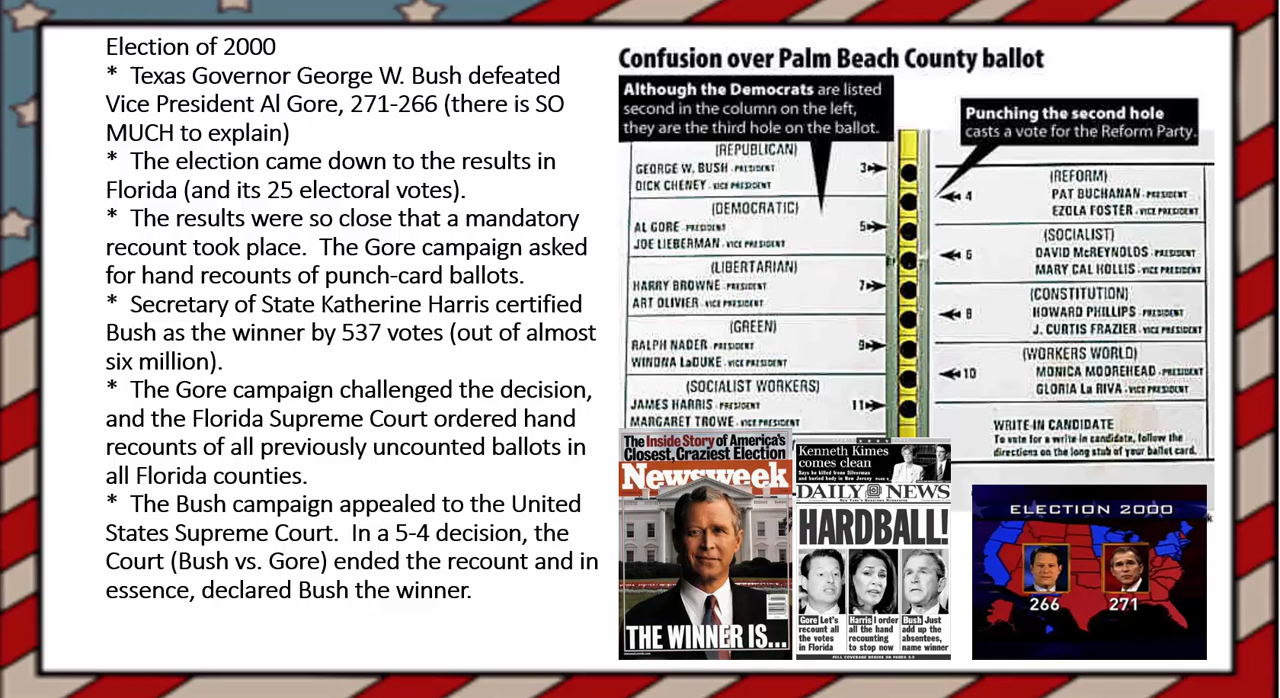 Election of 2000
* Texas Governor George W. Bush defeated
Vice President Al Gore, 271-266 (there is SO
MUCH to explain)
* The election came down to the results in
Florida (and its 25 electoral votes).
* The results were so close that a mandatory
recount took place. The Gore campaign asked
for hand recounts of punch-card ballots.
* Secretary of State Katherine Harris certified
Bush as the winner by 537 votes (out of almost
six million).
* The Gore campaign challenged the decision,
and the Florida Supreme Court ordered hand
recounts of all previously uncounted ballots in
all Florida counties.
* The Bush campaign appealed to the United
States Supreme Court. In a 5-4 decision, the
Court (Bush vs. Gore) ended the recount and in
essence, declared Bush the winner.
Confusion over Palm Beach County ballot
Although the Democrats are listed
second in the column on the left,
they are the third hole on the ballot.
Punching the second hole
casts a vote for the Reform Party.
(REPUBLICAN)
GEORGE W. BUSH - PRESIDENT
DICK CHENEY - VICE PRESIDENT
3
(DEMOCRATIC)
AL GORE - PRESIDENT
JOE LIEBERMAN - VICE PRESIDENT
5
(LIBERTARIAN)
HARRY BROWNE - PRESIDENT
ART OLIVIER - VICE PRESIDENT
7
(GREEN)
RALPH NADER - PRESIDENT
WINONA LaDUKE - VICE PRESIDENT
9
(SOCIALIST WORKERS)
JAMES HARRIS - PRESIDENT
MARGARET TROWE - VICE PRESIDENT
11
(REFORM)
4
PAT BUCHANAN - PRESIDENT
EZOLA FOSTER - VICE PRESIDENT
(SOCIALIST)
6
DAVID McREYNOLDS - PRESIDENT
MARY CAL HOLLIS - VICE PRESIDENT
(CONSTITUTION)
8
HOWARD PHILLIPS - PRESIDENT
J. CURTIS FRAZIER - VICE PRESIDENT
(WORKERS WORLD)
10
MONICA MOOREHEAD - PRESIDENT
GLORIA La RIVA - VICE PRESIDENT
WRITE-IN CANDIDATE
To vote for a write-in candidate, follow the
directions on the long stub of your ballot card.
The Inside Story of America's
Closest, Craziest Election
Newsweek
THE WINNER IS...
Kenneth Kimes
comes clean
Says he killed Irene Silverman
and buried body in New Jersey
DAILY NEWS
HARDBALL!
Gore Let's
recount all
the votes
in Florida
Harris I order
all the hand
recounting
to stop now
Bush Just
add up the
absentees,
name winner
ELECTION 2000
266
271